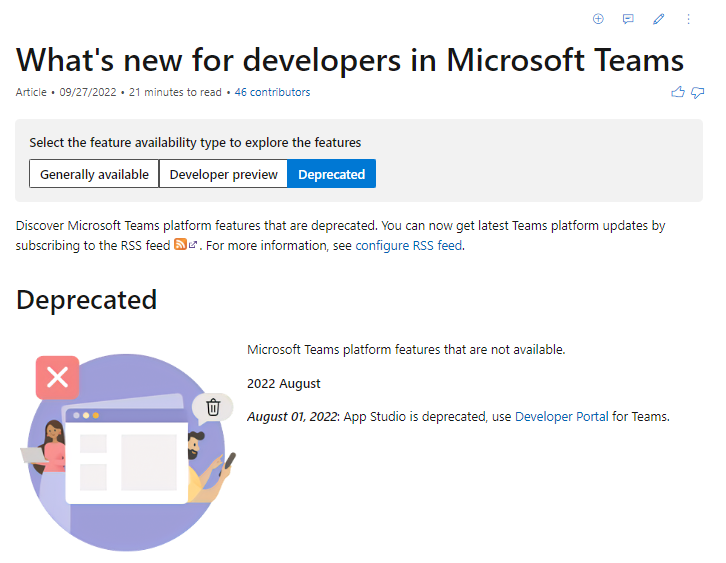 What's new for developers in Microsoft Teams
Article • 09/27/2022 • 21 minutes to read • 46 contributors
Select the feature availability type to explore the features
Generally available Developer preview Deprecated
Discover Microsoft Teams platform features that are deprecated. You can now get latest Teams platform updates by
subscribing to the RSS feed . For more information, see configure RSS feed.
Deprecated
Microsoft Teams platform features that are not available.
2022 August
August 01, 2022: App Studio is deprecated, use Developer Portal for Teams.